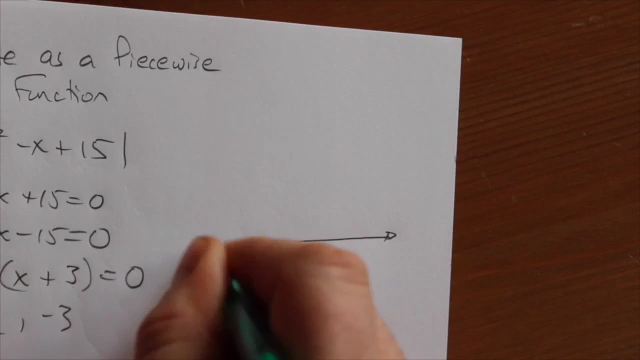 as a Piecewise
Function
- x + 15 |
x + 15 = 0
x - 15 = 0
(x + 3) = 0
, -3